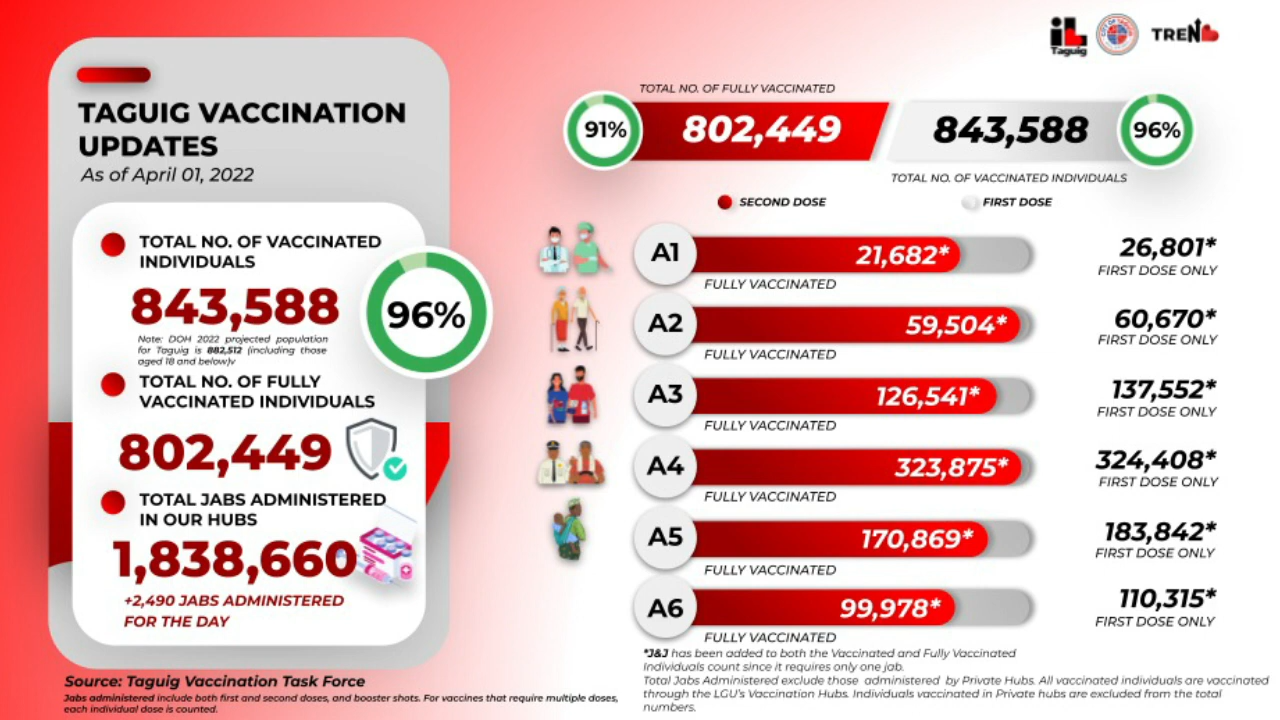 iL
Taguig
TREN
TAGUIG VACCINATION
UPDATES
As of April 01, 2022
TOTAL NO. OF VACCINATED
INDIVIDUALS
843,588
96%
Note: DOH 2022 projected population
for Taguig is 882,512 (including those
aged 18 and below)v
TOTAL NO. OF FULLY
VACCINATED INDIVIDUALS
802,449
TOTAL JABS ADMINISTERED
IN OUR HUBS
1,838,660
+2,490 JABS ADMINISTERED
FOR THE DAY
Source: Taguig Vaccination Task Force
Jabs administered include both first and second doses, and booster shots. For vaccines that require multiple doses,
each individual dose is counted.
TOTAL NO. OF FULLY VACCINATED
91% 802,449 843,588 96%
TOTAL NO. OF VACCINATED INDIVIDUALS
SECOND DOSE FIRST DOSE
A1 21,682* 26,801*
FULLY VACCINATED FIRST DOSE ONLY
A2 59,504* 60,670*
FULLY VACCINATED FIRST DOSE ONLY
A3 126,541* 137,552*
FULLY VACCINATED FIRST DOSE ONLY
A4 323,875* 324,408*
FULLY VACCINATED FIRST DOSE ONLY
A5 170,869* 183,842*
FULLY VACCINATED FIRST DOSE ONLY
A6 99,978* 110,315*
FULLY VACCINATED FIRST DOSE ONLY
*J&J has been added to both the Vaccinated and Fully Vaccinated
Individuals count since it requires only one jab.
Total Jabs Administered exclude those administered by Private Hubs. All vaccinated individuals are vaccinated
through the LGU's Vaccination Hubs. Individuals vaccinated in Private hubs are excluded from the total
numbers.